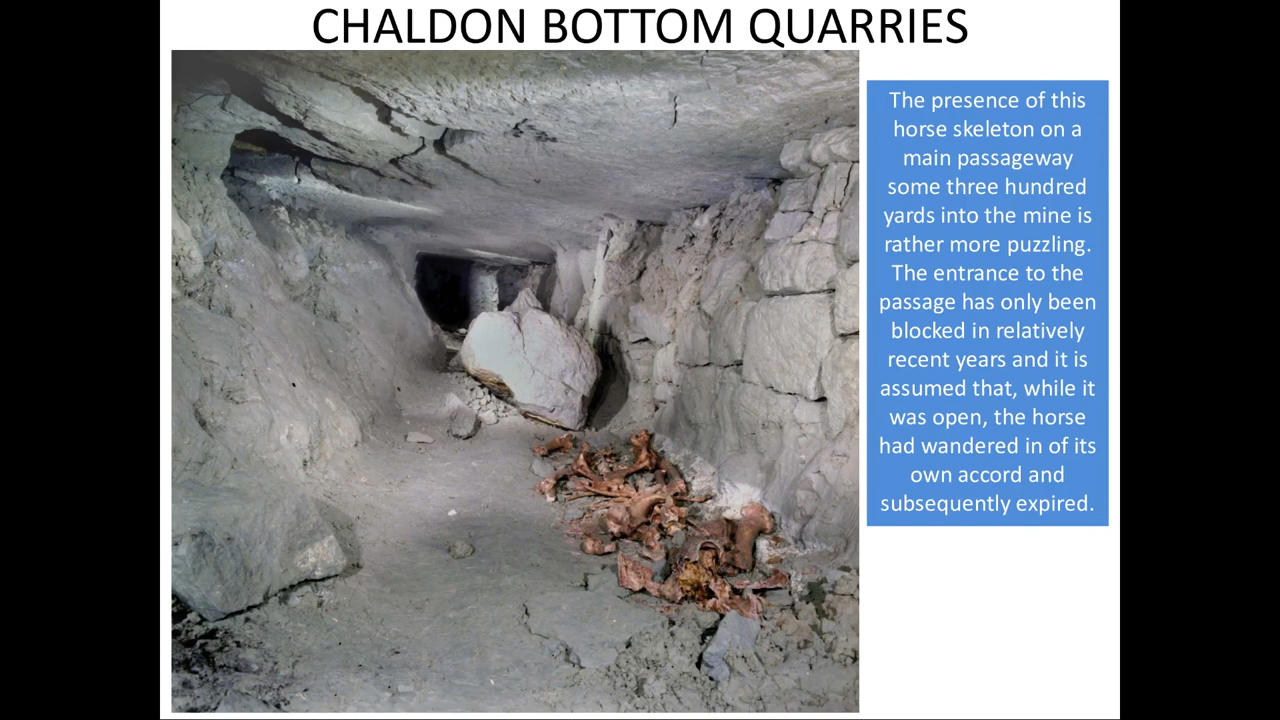 CHALDON BOTTOM QUARRIES
The presence of this
horse skeleton on a
main passageway
some three hundred
yards into the mine is
rather more puzzling.
The entrance to the
passage has only been
blocked in relatively
recent years and it is
assumed that, while it
was open, the horse
had wandered in of its
own accord and
subsequently expired.